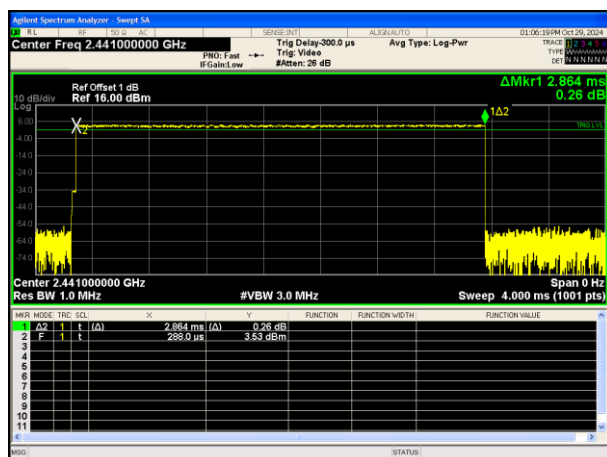 Agilent Spectrum Analyzer - Swept SA
RL RF 50 Ω AC SENSE:INT ALIGNAUTO 01:06:19PM Oct 29, 2024
Center Freq 2.441000000 GHz
PNO: Fast
IFGain:Low
Trig Delay-300.0 µs
Trig: Video
#Atten: 26 dB
Avg Type: Log-Pwr
TRACE 1 2 3 4 5
TYPE
DET N N N N N N
ΔMkr1 2.864 ms
0.26 dB
Ref Offset 1 dB
10 dB/div Ref 16.00 dBm
Log
1Δ2
6.00
2
TRIG LVL
-4.00
-14.0
-24.0
-34.0
-44.0
-54.0
-64.0
-74.0
Center 2.441000000 GHz Span 0 Hz
Res BW 1.0 MHz #VBW 3.0 MHz Sweep 4.000 ms (1001 pts)
MKR MODE TRC SCL X Y FUNCTION FUNCTION WIDTH FUNCTION VALUE
1 Δ2 1 t (Δ) 2.864 ms (Δ) 0.26 dB
2 F 1 t 288.0 µs 3.53 dBm
3
4
5
6
7
8
9
10
11
MSG STATUS